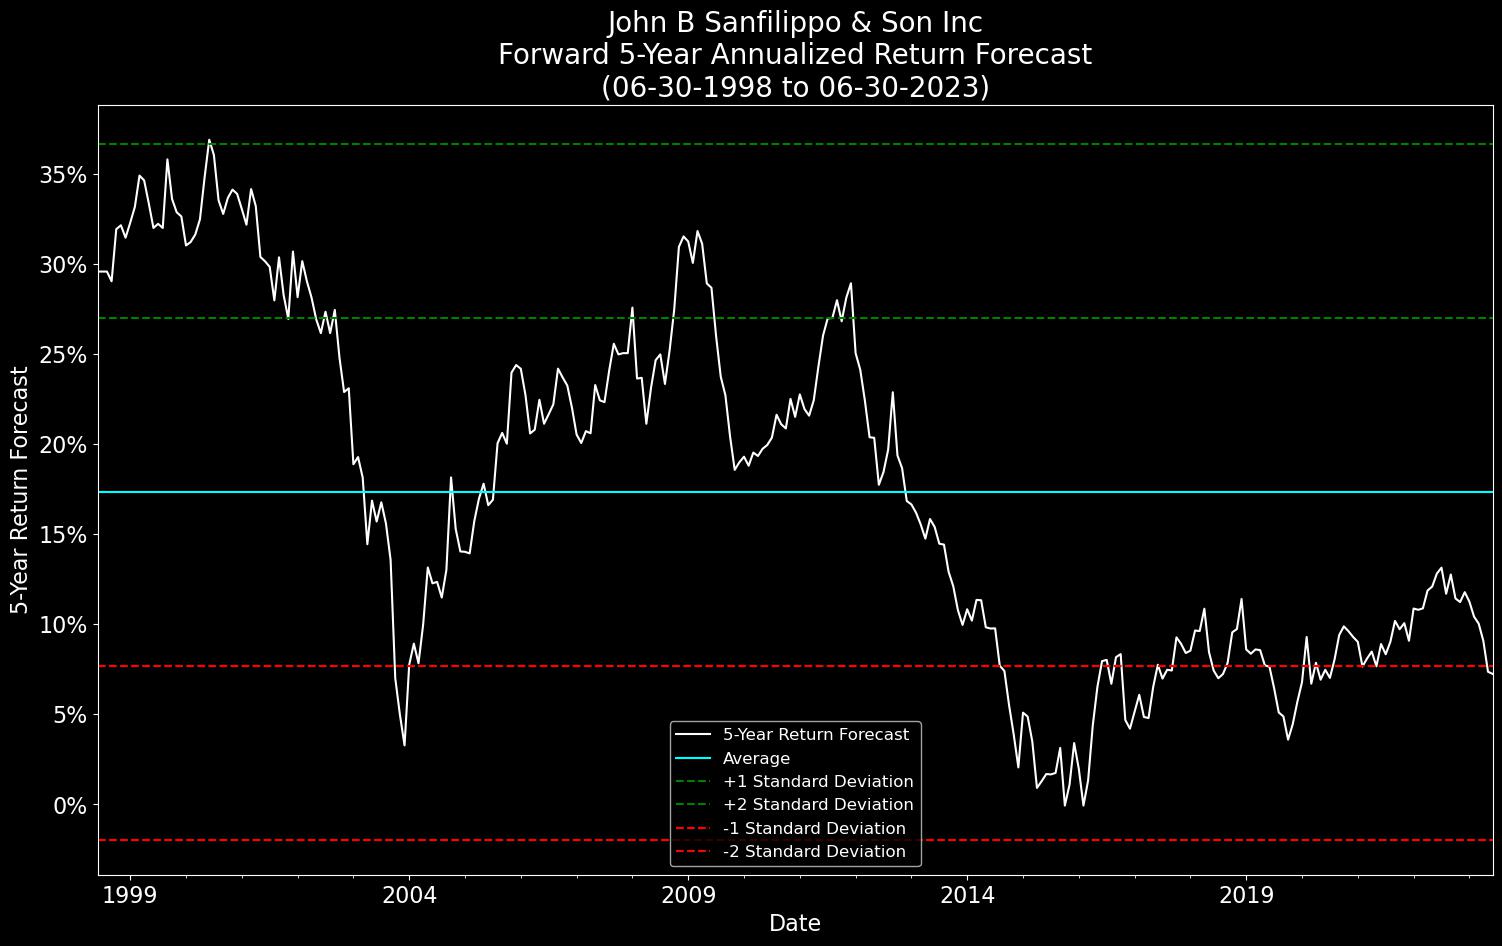 John B Sanfilippo & Son Inc
Forward 5-Year Annualized Return Forecast
(06-30-1998 to 06-30-2023)
5-Year Return Forecast
35%
30%
25%
20%
15%
10%
5%
0%
5-Year Return Forecast
Average
+1 Standard Deviation
+2 Standard Deviation
-1 Standard Deviation
-2 Standard Deviation
1999 2004 2009 2014 2019
Date